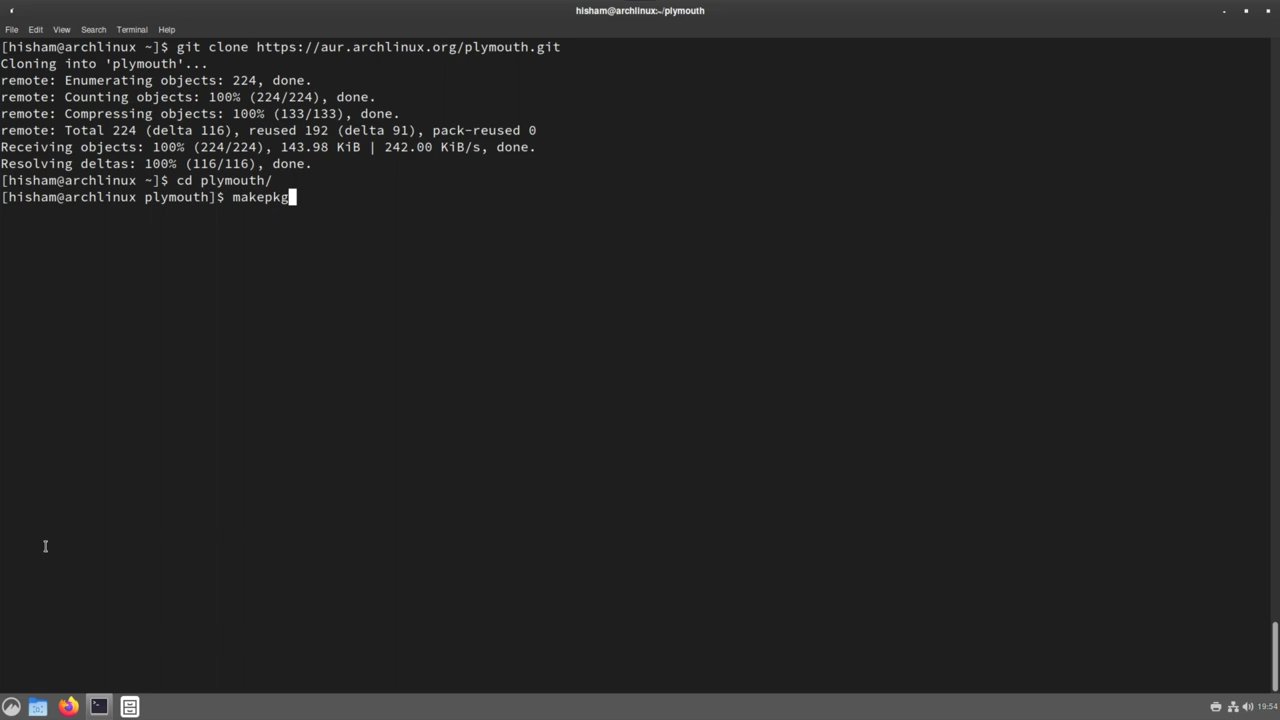 hisham@archlinux:~/plymouth
File Edit View Search Terminal Help
[hisham@archlinux ~]$ git clone https://aur.archlinux.org/plymouth.git
Cloning into 'plymouth'...
remote: Enumerating objects: 224, done.
remote: Counting objects: 100% (224/224), done.
remote: Compressing objects: 100% (133/133), done.
remote: Total 224 (delta 116), reused 192 (delta 91), pack-reused 0
Receiving objects: 100% (224/224), 143.98 KiB | 242.00 KiB/s, done.
Resolving deltas: 100% (116/116), done.
[hisham@archlinux ~]$ cd plymouth/
[hisham@archlinux plymouth]$ makepkg
19:54